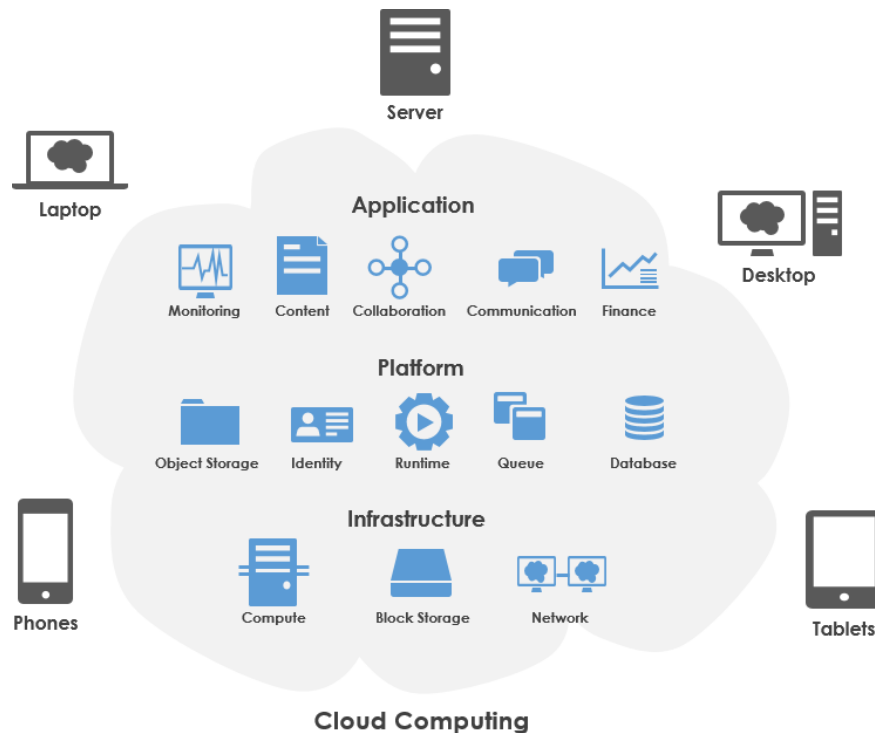 Server
Laptop
Application
Desktop
Monitoring
Content
Collaboration
Communication
Finance
Platform
Object Storage
Identity
Runtime
Queue
Database
Infrastructure
Phones
Compute
Block Storage
Network
Tablets
Cloud Computing